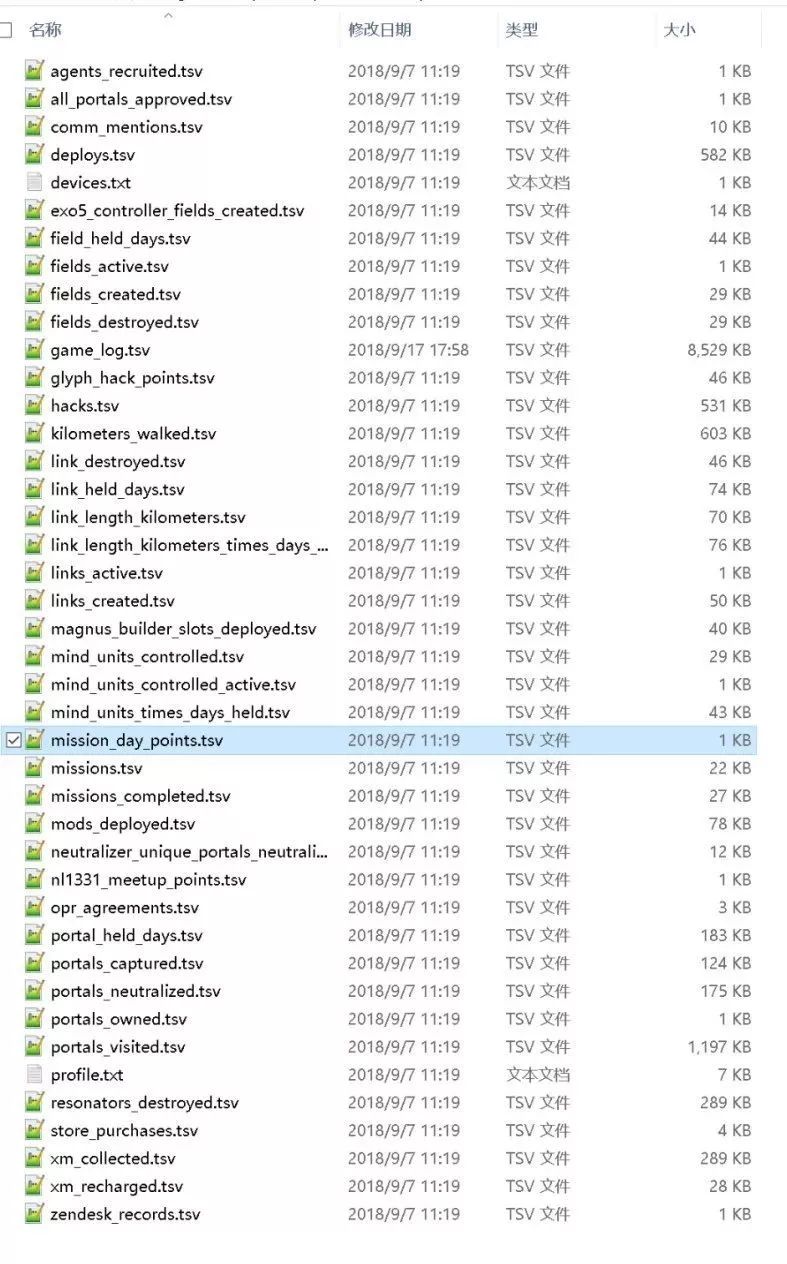 名称 修改日期 类型 大小
agents_recruited.tsv 2018/9/7 11:19 TSV 文件 1 KB
all_portals_approved.tsv 2018/9/7 11:19 TSV 文件 1 KB
comm_mentions.tsv 2018/9/7 11:19 TSV 文件 10 KB
deploys.tsv 2018/9/7 11:19 TSV 文件 582 KB
devices.txt 2018/9/7 11:19 文本文档 1 KB
exo5_controller_fields_created.tsv 2018/9/7 11:19 TSV 文件 14 KB
field_held_days.tsv 2018/9/7 11:19 TSV 文件 44 KB
fields_active.tsv 2018/9/7 11:19 TSV 文件 1 KB
fields_created.tsv 2018/9/7 11:19 TSV 文件 29 KB
fields_destroyed.tsv 2018/9/7 11:19 TSV 文件 29 KB
game_log.tsv 2018/9/17 17:58 TSV 文件 8,529 KB
glyph_hack_points.tsv 2018/9/7 11:19 TSV 文件 46 KB
hacks.tsv 2018/9/7 11:19 TSV 文件 531 KB
kilometers_walked.tsv 2018/9/7 11:19 TSV 文件 603 KB
link_destroyed.tsv 2018/9/7 11:19 TSV 文件 46 KB
link_held_days.tsv 2018/9/7 11:19 TSV 文件 74 KB
link_length_kilometers.tsv 2018/9/7 11:19 TSV 文件 70 KB
link_length_kilometers_times_days_... 2018/9/7 11:19 TSV 文件 76 KB
links_active.tsv 2018/9/7 11:19 TSV 文件 1 KB
links_created.tsv 2018/9/7 11:19 TSV 文件 50 KB
magnus_builder_slots_deployed.tsv 2018/9/7 11:19 TSV 文件 40 KB
mind_units_controlled.tsv 2018/9/7 11:19 TSV 文件 29 KB
mind_units_controlled_active.tsv 2018/9/7 11:19 TSV 文件 1 KB
mind_units_times_days_held.tsv 2018/9/7 11:19 TSV 文件 43 KB
mission_day_points.tsv 2018/9/7 11:19 TSV 文件 1 KB
missions.tsv 2018/9/7 11:19 TSV 文件 22 KB
missions_completed.tsv 2018/9/7 11:19 TSV 文件 27 KB
mods_deployed.tsv 2018/9/7 11:19 TSV 文件 78 KB
neutralizer_unique_portals_neutrali... 2018/9/7 11:19 TSV 文件 12 KB
nl1331_meetup_points.tsv 2018/9/7 11:19 TSV 文件 1 KB
opr_agreements.tsv 2018/9/7 11:19 TSV 文件 3 KB
portal_held_days.tsv 2018/9/7 11:19 TSV 文件 183 KB
portals_captured.tsv 2018/9/7 11:19 TSV 文件 124 KB
portals_neutralized.tsv 2018/9/7 11:19 TSV 文件 175 KB
portals_owned.tsv 2018/9/7 11:19 TSV 文件 1 KB
portals_visited.tsv 2018/9/7 11:19 TSV 文件 1,197 KB
profile.txt 2018/9/7 11:19 文本文档 7 KB
resonators_destroyed.tsv 2018/9/7 11:19 TSV 文件 289 KB
store_purchases.tsv 2018/9/7 11:19 TSV 文件 4 KB
xm_collected.tsv 2018/9/7 11:19 TSV 文件 289 KB
xm_recharged.tsv 2018/9/7 11:19 TSV 文件 28 KB
zendesk_records.tsv 2018/9/7 11:19 TSV 文件 1 KB